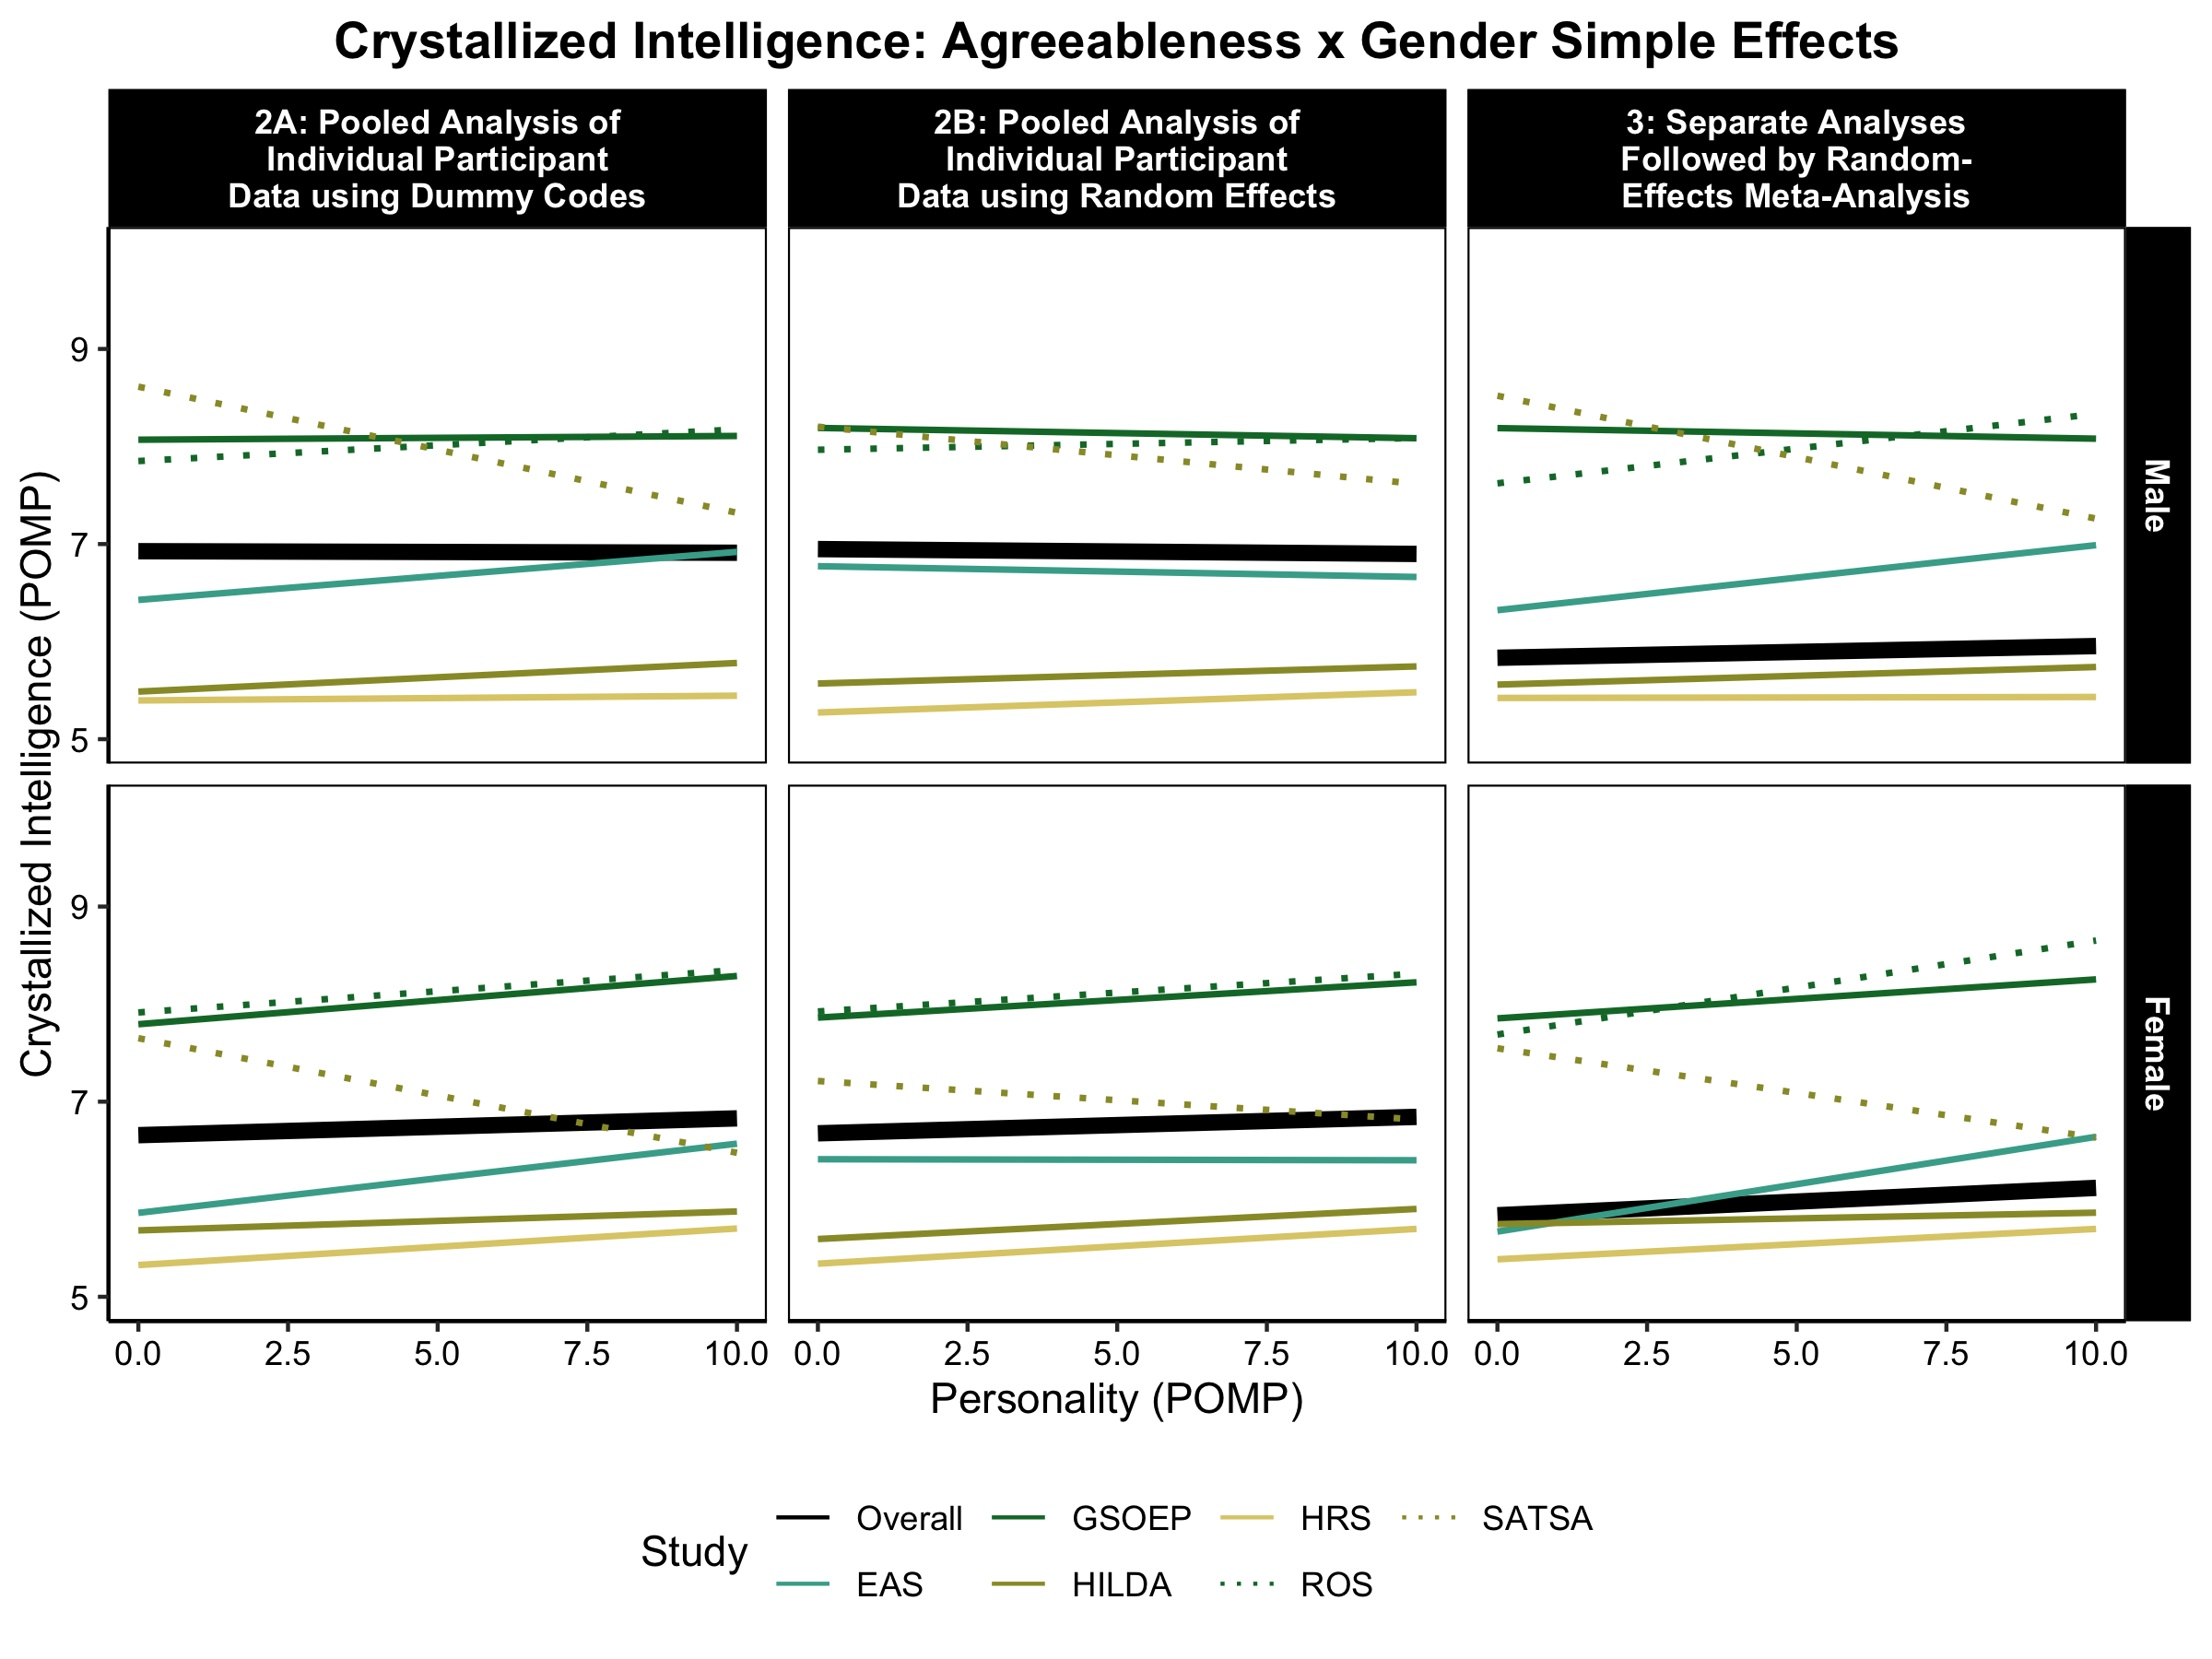 Crystallized Intelligence: Agreeableness x Gender Simple Effects
2A: Pooled Analysis of
Individual Participant
Data using Dummy Codes
2B: Pooled Analysis of
Individual Participant
Data using Random Effects
3: Separate Analyses
Followed by Random-
Effects Meta-Analysis
Crystallized Intelligence (POMP)
9
7
5
Male
9
7
5
Female
0.0 2.5 5.0 7.5 10.0
0.0 2.5 5.0 7.5 10.0
0.0 2.5 5.0 7.5 10.0
Personality (POMP)
Study
Overall GSOEP HRS SATSA
EAS HILDA ROS